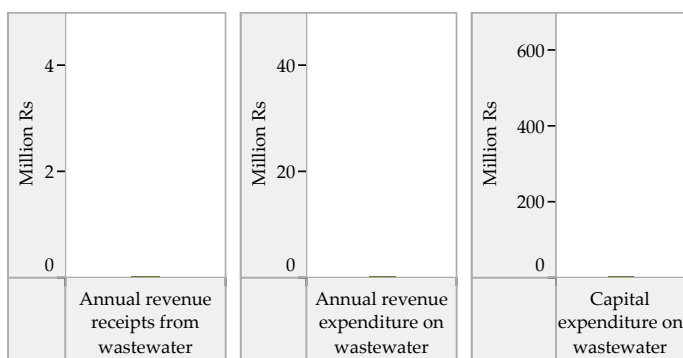 Million Rs
4
2
0
Annual revenue
receipts from
wastewater
Million Rs
40
20
0
Annual revenue
expenditure on
wastewater
Million Rs
600
400
200
0
Capital
expenditure on
wastewater